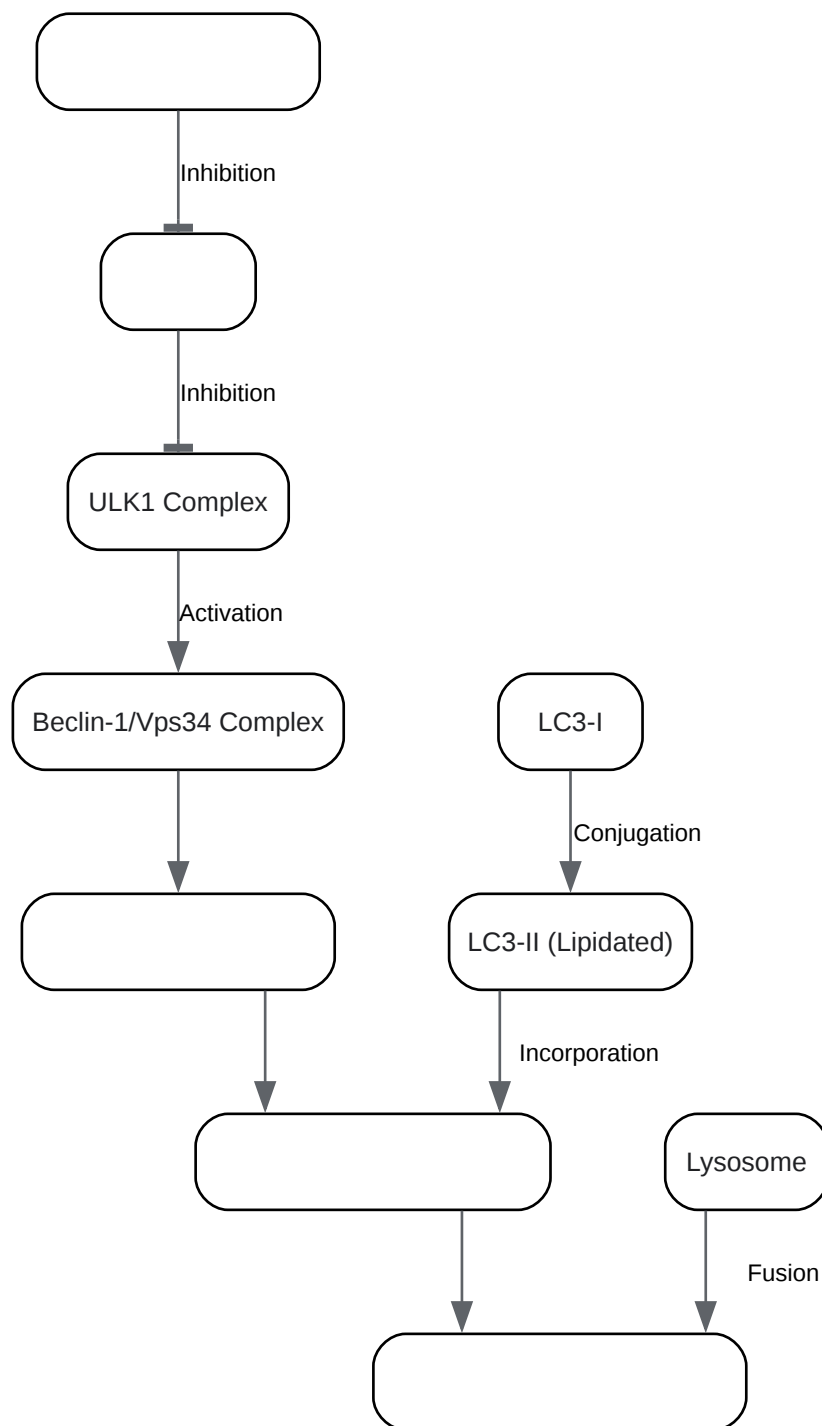 Inhibition
Inhibition
ULK1 Complex
Activation
Beclin-1/Vps34 Complex
LC3-I
Conjugation
LC3-II (Lipidated)
Incorporation
Lysosome
Fusion